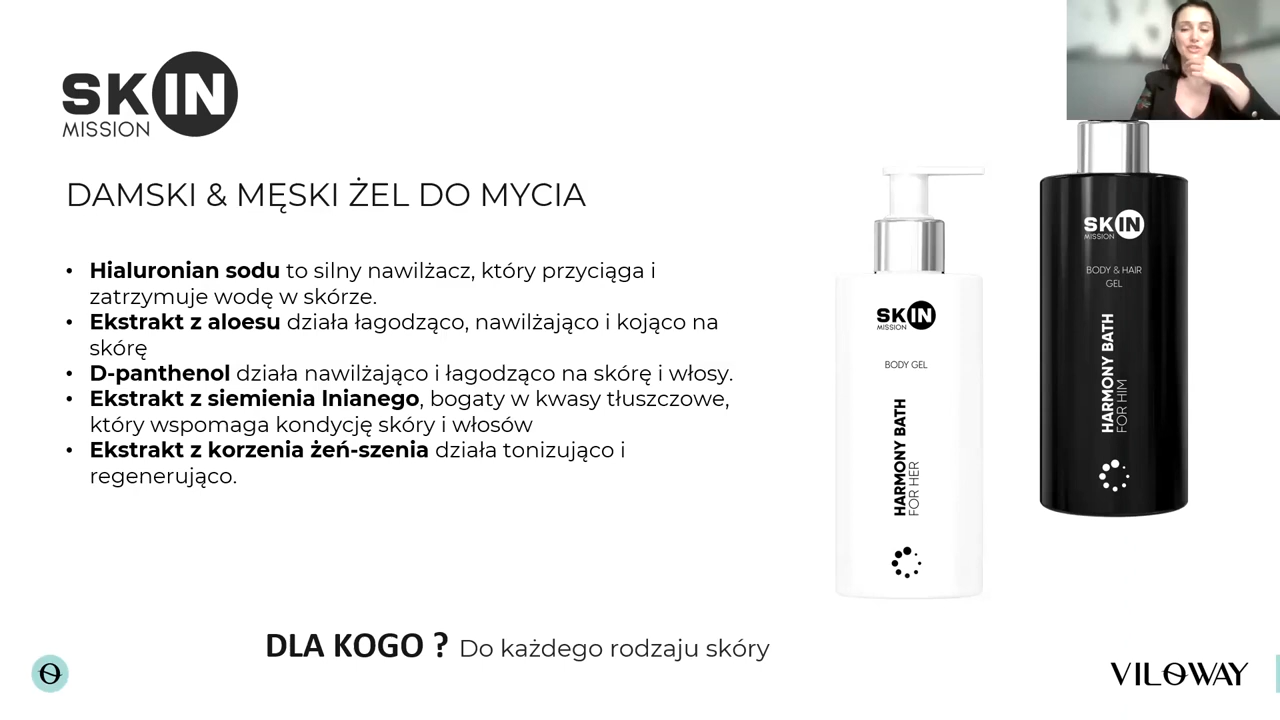 SKIN
MISSION
DAMSKI & MĘSKI ŻEL DO MYCIA
• Hialuronian sodu to silny nawilżacz, który przyciąga i
zatrzymuje wodę w skórze.
• Ekstrakt z aloesu działa łagodząco, nawilżająco i kojąco na
skórę
• D-panthenol działa nawilżająco i łagodząco na skórę i włosy.
• Ekstrakt z siemienia lnianego, bogaty w kwasy tłuszczowe,
który wspomaga kondycję skóry i włosów
• Ekstrakt z korzenia żeń-szenia działa tonizująco i
regenerująco.
SKIN
MISSION
BODY GEL
HARMONY BATH
FOR HER
SKIN
MISSION
BODY & HAIR
GEL
HARMONY BATH
FOR HIM
DLA KOGO ? Do każdego rodzaju skóry
VILOWAY